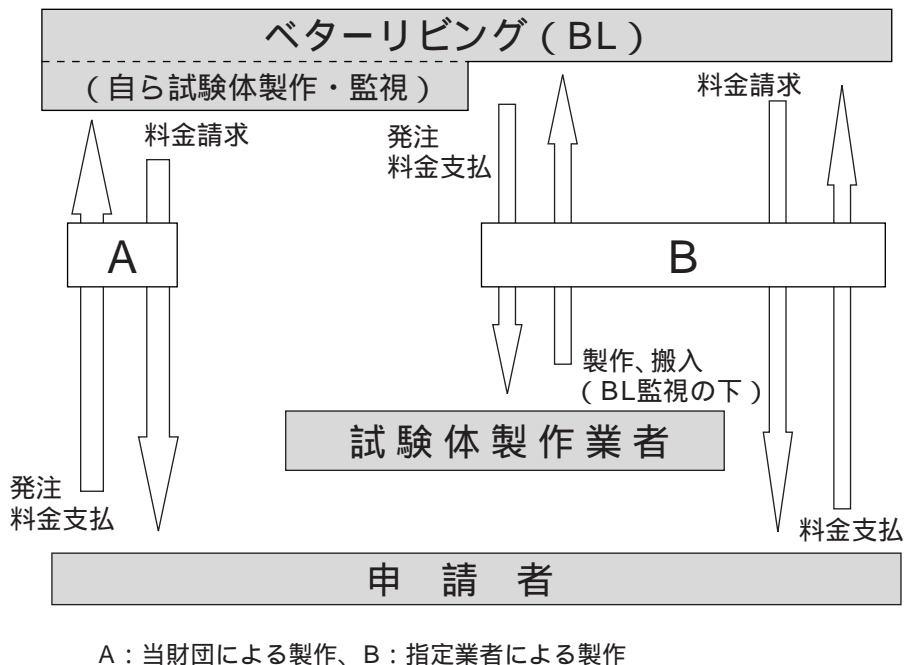 ベターリビング（BL）
（自ら試験体製作・監視）
料金請求
発注
料金支払
料金請求
A
B
製作、搬入
（BL監視の下）
試験体製作業者
発注
料金支払
料金支払
申請者
A：当財団による製作、B：指定業者による製作